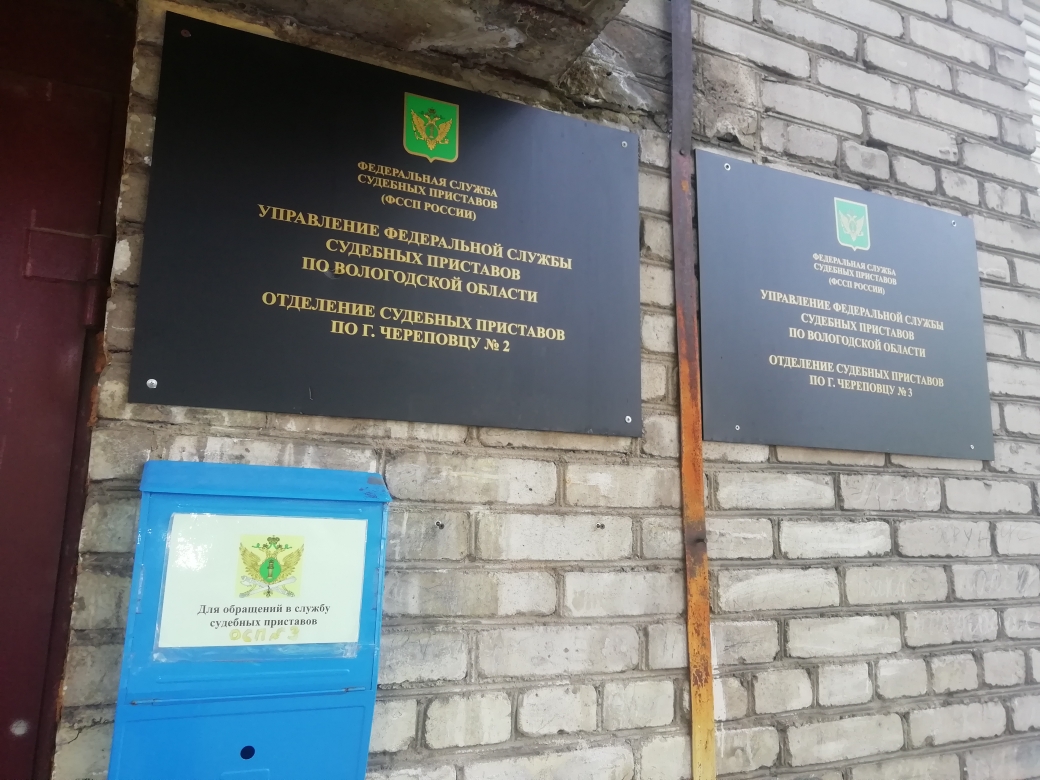 ФЕДЕРАЛЬНАЯ СЛУЖБА
СУДЕБНЫХ ПРИСТАВОВ
(ФССП РОССИИ)
УПРАВЛЕНИЕ ФЕДЕРАЛЬНОЙ СЛУЖБЫ
СУДЕБНЫХ ПРИСТАВОВ
ПО ВОЛОГОДСКОЙ ОБЛАСТИ
ОТДЕЛЕНИЕ СУДЕБНЫХ ПРИСТАВОВ
ПО Г. ЧЕРЕПОВЦУ № 2
ФЕДЕРАЛЬНАЯ СЛУЖБА
СУДЕБНЫХ ПРИСТАВОВ
(ФССП РОССИИ)
УПРАВЛЕНИЕ ФЕДЕРАЛЬНОЙ СЛУЖБЫ
СУДЕБНЫХ ПРИСТАВОВ
ПО ВОЛОГОДСКОЙ ОБЛАСТИ
ОТДЕЛЕНИЕ СУДЕБНЫХ ПРИСТАВОВ
ПО Г. ЧЕРЕПОВЦУ № 3
Для обращений в службу
судебных приставов
ОСП № 3